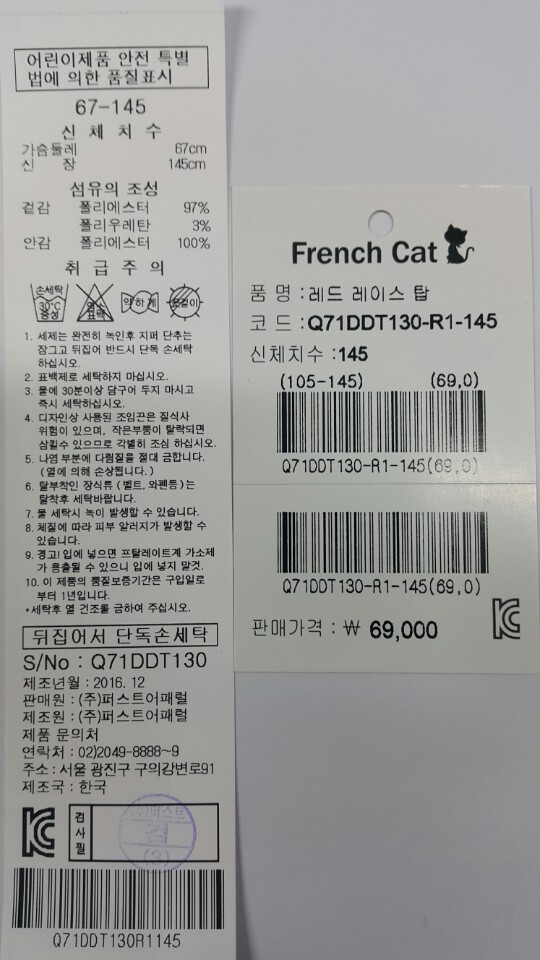 어린이제품 안전 특별
법에 의한 품질표시
67-145
신 체 치 수
가슴둘레 67cm
신 장 145cm
섬유의 조성
겉감 폴리에스터 97%
폴리우레탄 3%
안감 폴리에스터 100%
취 급 주 의
손세탁
30°C
중성
염소
표백
약하게
옷걸이
1. 세제는 완전히 녹인후 지퍼 단추는
잠그고 뒤집어 반드시 단독 손세탁
하십시오.
2. 표백제로 세탁하지 마십시오.
3. 물에 30분이상 담구어 두지 마시고
즉시 세탁하십시오.
4. 디자인상 사용된 조임끈은 질식사
위험이 있으며, 작은부품이 탈락되면
삼킬수 있으므로 각별히 조심 하십시오.
5. 나염 부분에 다림질을 절대 금합니다.
(열에 의해 손상됩니다.)
6. 탈부착인 장식류 (벨트, 와펜등)는
탈착후 세탁바랍니다.
7. 물 세탁시 녹이 발생할 수 있습니다.
8. 체질에 따라 피부 알러지가 발생할 수
있습니다.
9. 경고! 입에 넣으면 프탈레이트계 가소제
가 용출될 수 있으니 입에 넣지 말것.
10. 이 제품의 품질보증기간은 구입일로
부터 1년입니다.
*세탁후 열 건조를 금하여 주십시오.
뒤집어서 단독손세탁
S/No : Q71DDT130
제조년월 : 2016. 12
판매원 : (주)퍼스트어패럴
제조원 : (주)퍼스트어패럴
제품 문의처
연락처 : 02)2049-8888~9
주소 : 서울 광진구 구의강변로91
제조국 : 한국
검사필
(주)퍼스트
검
(3)
Q71DDT130R1145
French Cat
품 명 : 레드 레이스 탑
코 드 : Q71DDT130-R1-145
신체치수 : 145
(105-145) (69,0)
Q71DDT130-R1-145(69,0)
Q71DDT130-R1-145(69,0)
판매가격 : ₩ 69,000